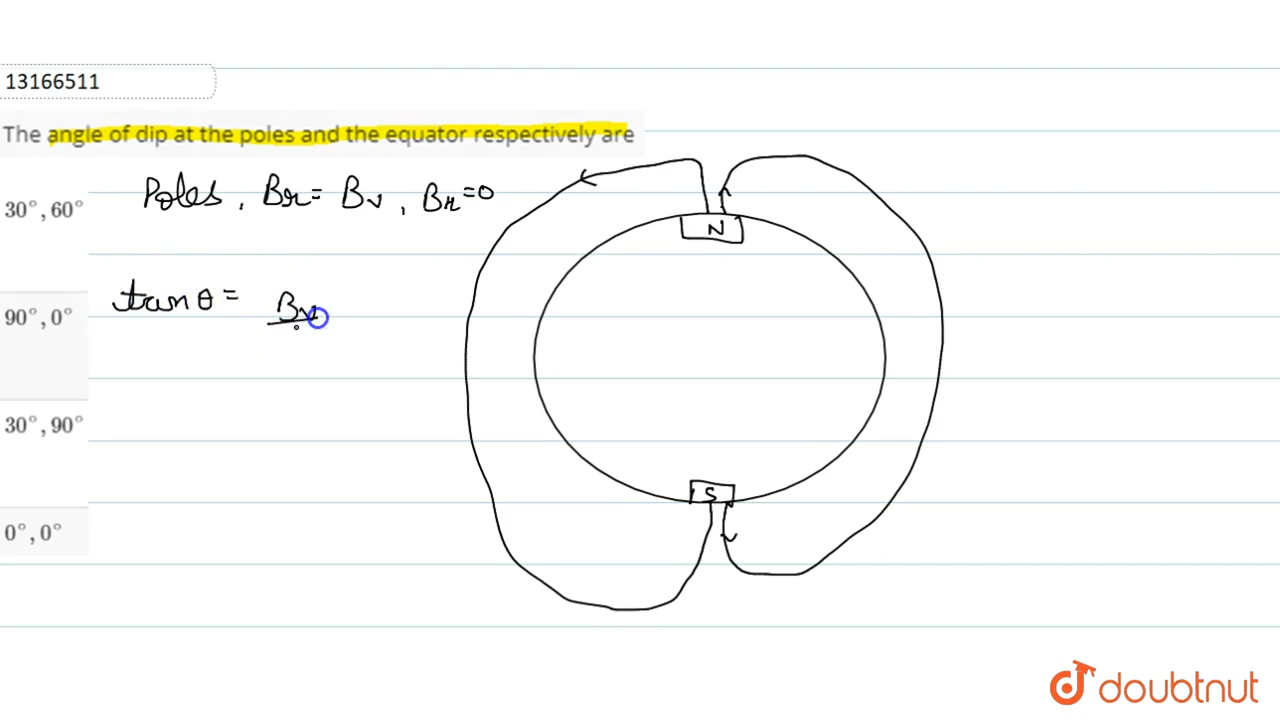 13166511
The angle of dip at the poles and the equator respectively are
Poles, Br = Bv, BH = 0
30°, 60°
N
tan θ = Bv
90°, 0°
30°, 90°
S
0°, 0°
doubtnut